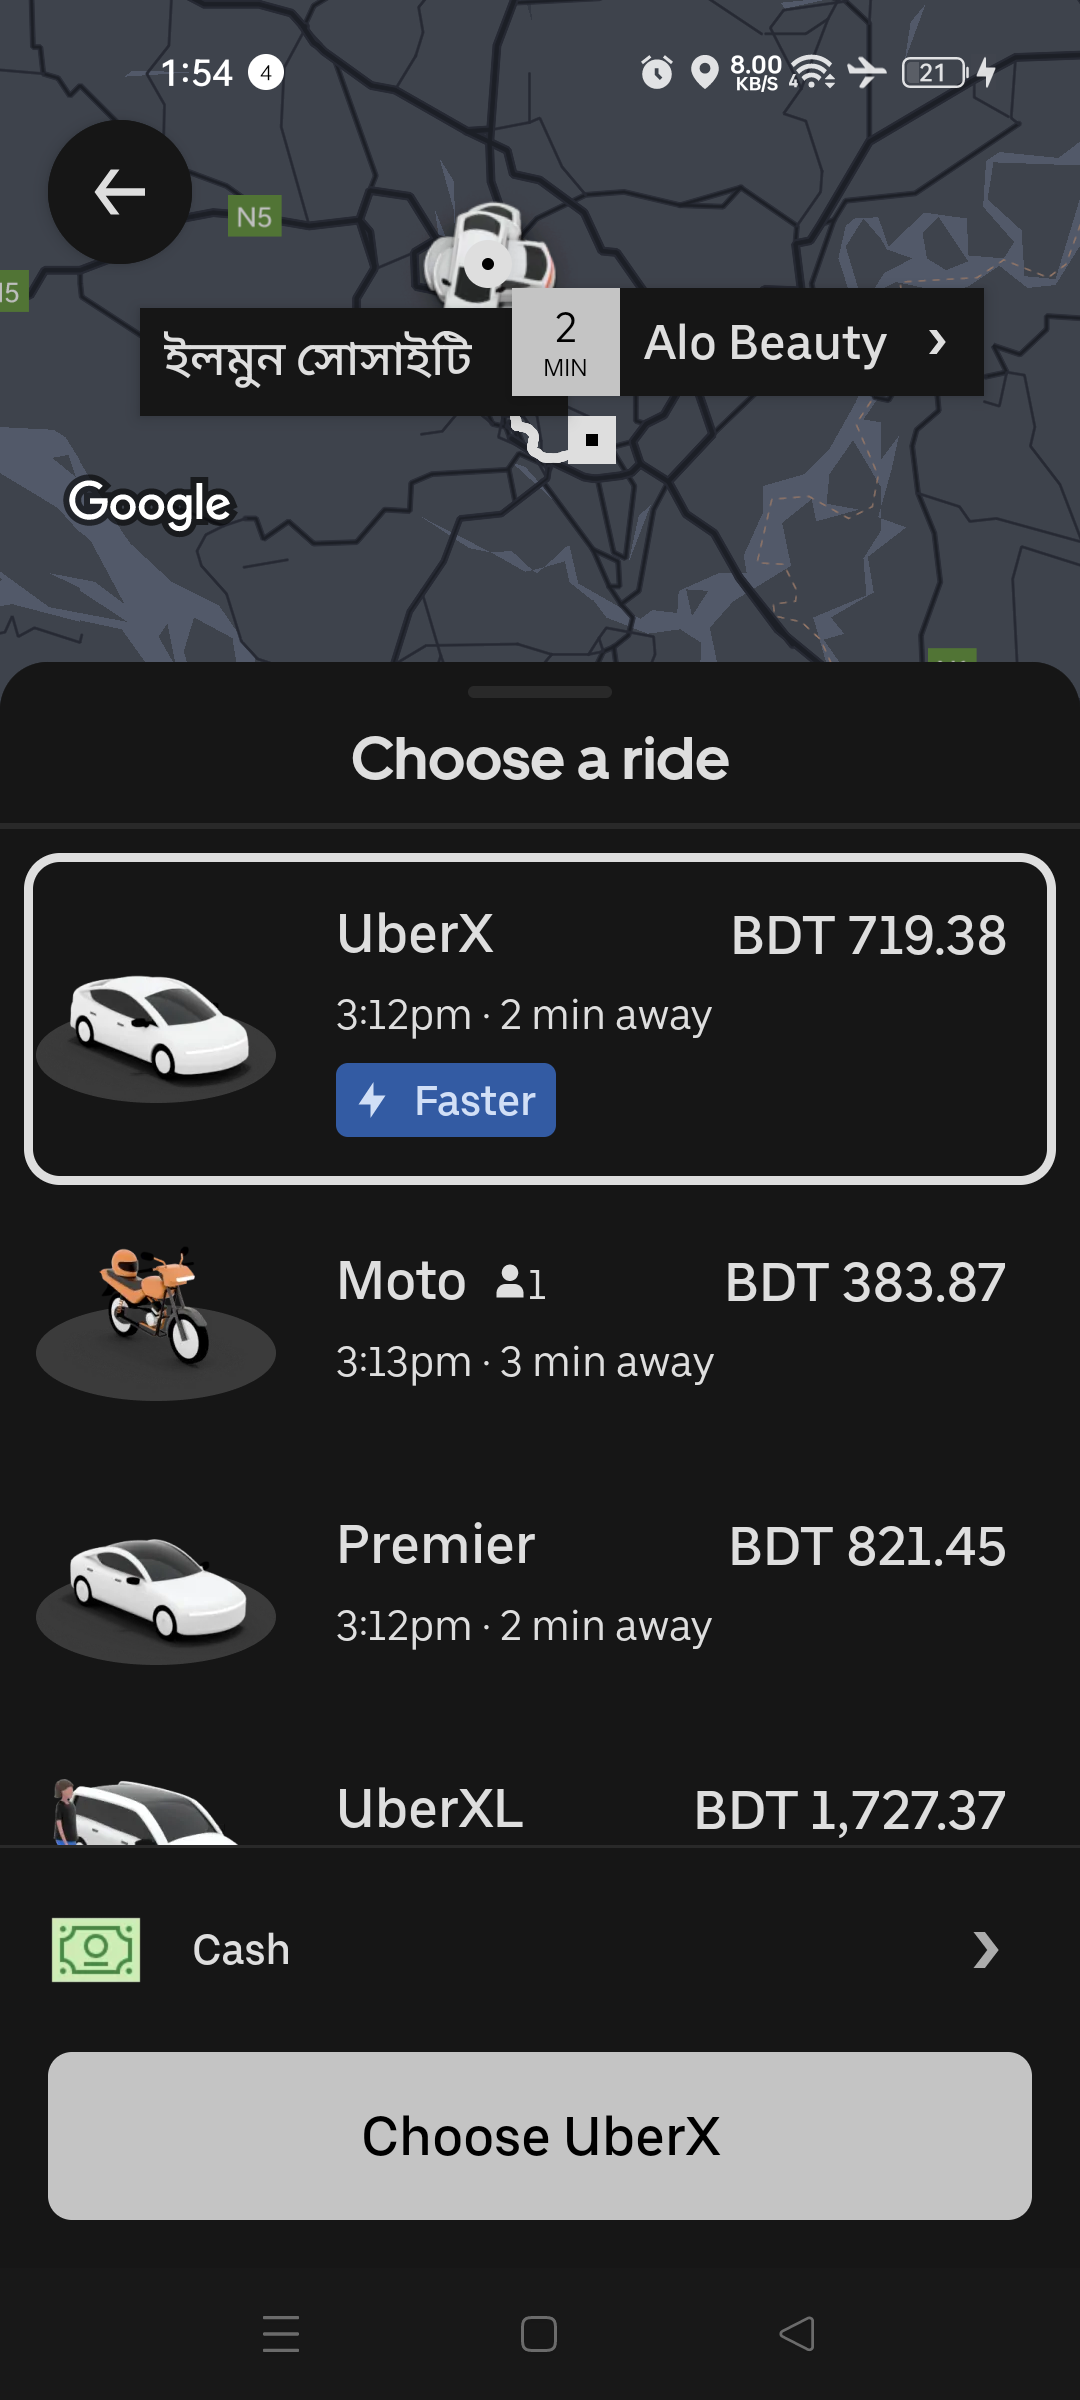 1:54 4
8.00 KB/S 4 21
N5
ইলমুন সোসাইটি
2 MIN
Alo Beauty
Google
Choose a ride
UberX BDT 719.38
3:12pm · 2 min away
Faster
Moto 1 BDT 383.87
3:13pm · 3 min away
Premier BDT 821.45
3:12pm · 2 min away
UberXL BDT 1,727.37
Cash
Choose UberX